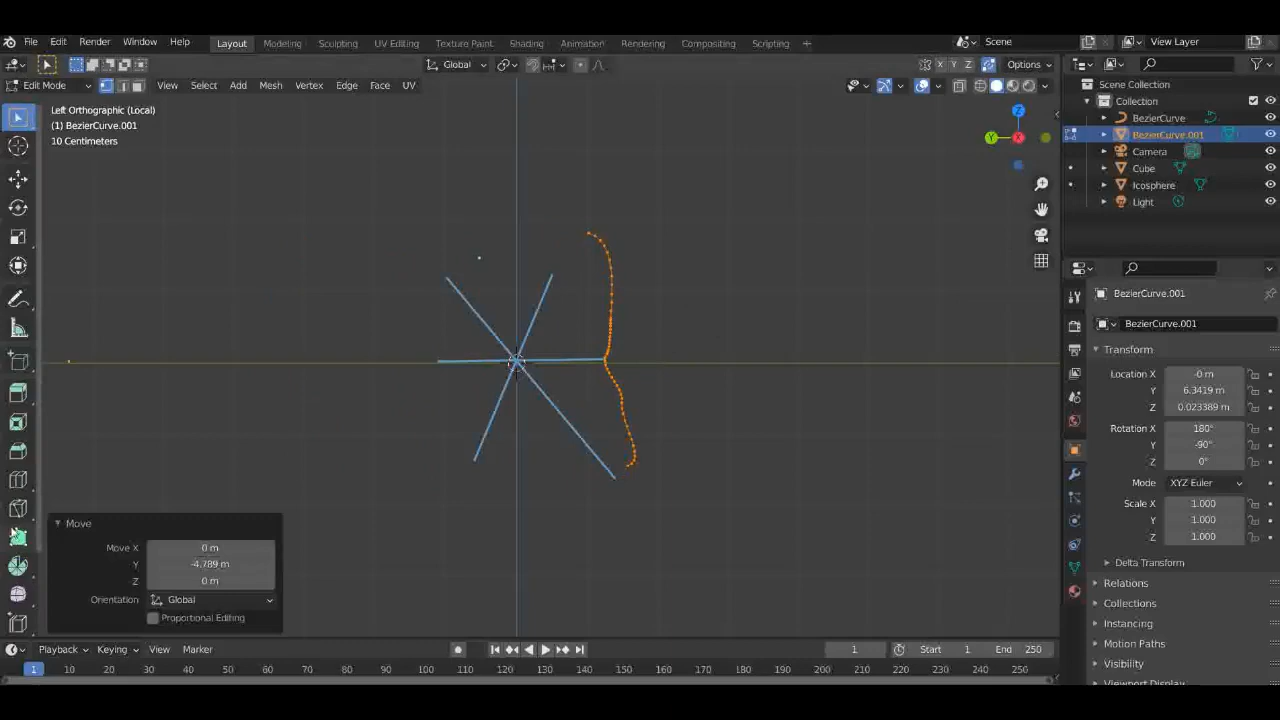 File Edit Render Window Help Layout Modeling Sculpting UV Editing Texture Paint Shading Animation Rendering Compositing Scripting + Scene View Layer
Global X Y Z Options
Edit Mode View Select Add Mesh Vertex Edge Face UV
Scene Collection
Left Orthographic (Local)
(1) BezierCurve.001
10 Centimeters
Collection
BezierCurve
BezierCurve.001
Camera
Cube
Icosphere
Light
Z
Y
X
BezierCurve.001
BezierCurve.001
Transform
Location X -0 m
Y 6.3419 m
Z 0.023389 m
Rotation X 180°
Y -90°
Z 0°
Mode XYZ Euler
Scale X 1.000
Y 1.000
Z 1.000
Delta Transform
Relations
Collections
Instancing
Motion Paths
Visibility
Viewport Display
Move
Move X 0 m
Y -4.789 m
Z 0 m
Orientation Global
Proportional Editing
Playback Keying View Marker 1 Start 1 End 250
1 10 20 30 40 50 60 70 80 90 100 110 120 130 140 150 160 170 180 190 200 210 220 230 240 250